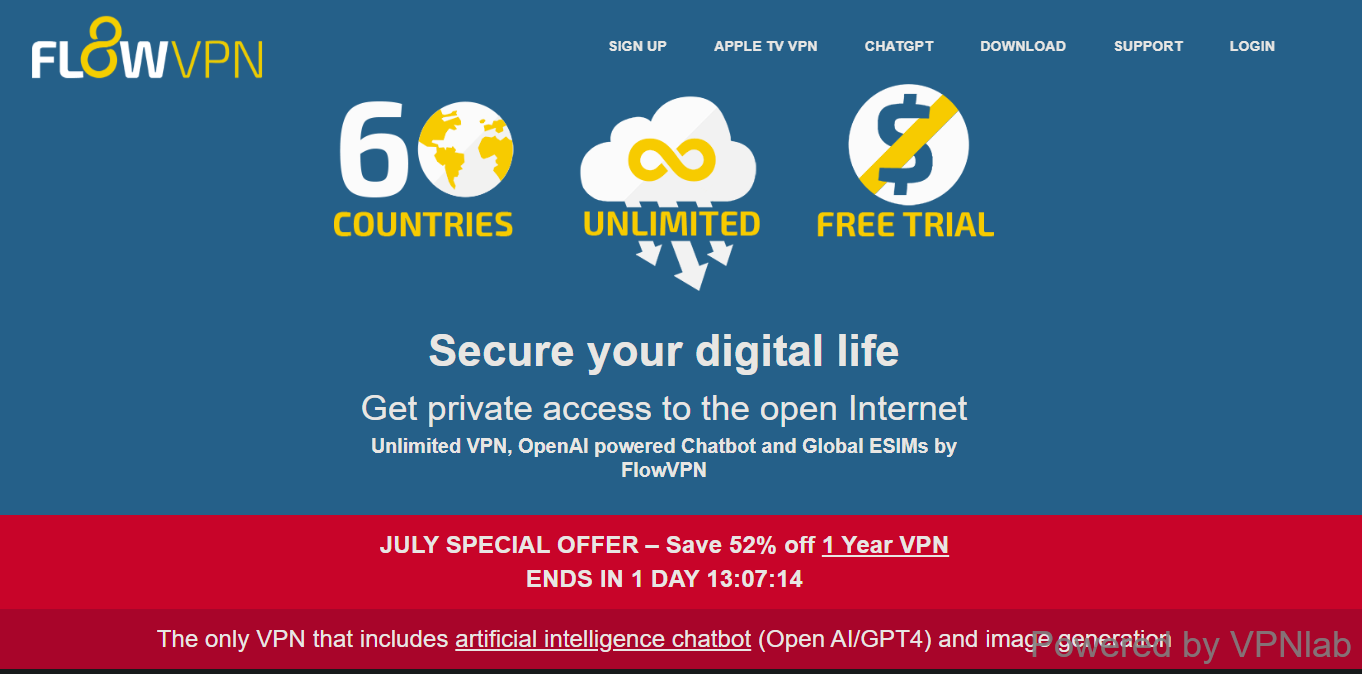 FLOWVPN
SIGN UP
APPLE TV VPN
CHATGPT
DOWNLOAD
SUPPORT
LOGIN
60
COUNTRIES
UNLIMITED
$
FREE TRIAL
Secure your digital life
Get private access to the open Internet
Unlimited VPN, OpenAI powered Chatbot and Global ESIMs by
FlowVPN
JULY SPECIAL OFFER – Save 52% off 1 Year VPN
ENDS IN 1 DAY 13:07:14
The only VPN that includes artificial intelligence chatbot (Open AI/GPT4) and image generation
Powered by VPNlab